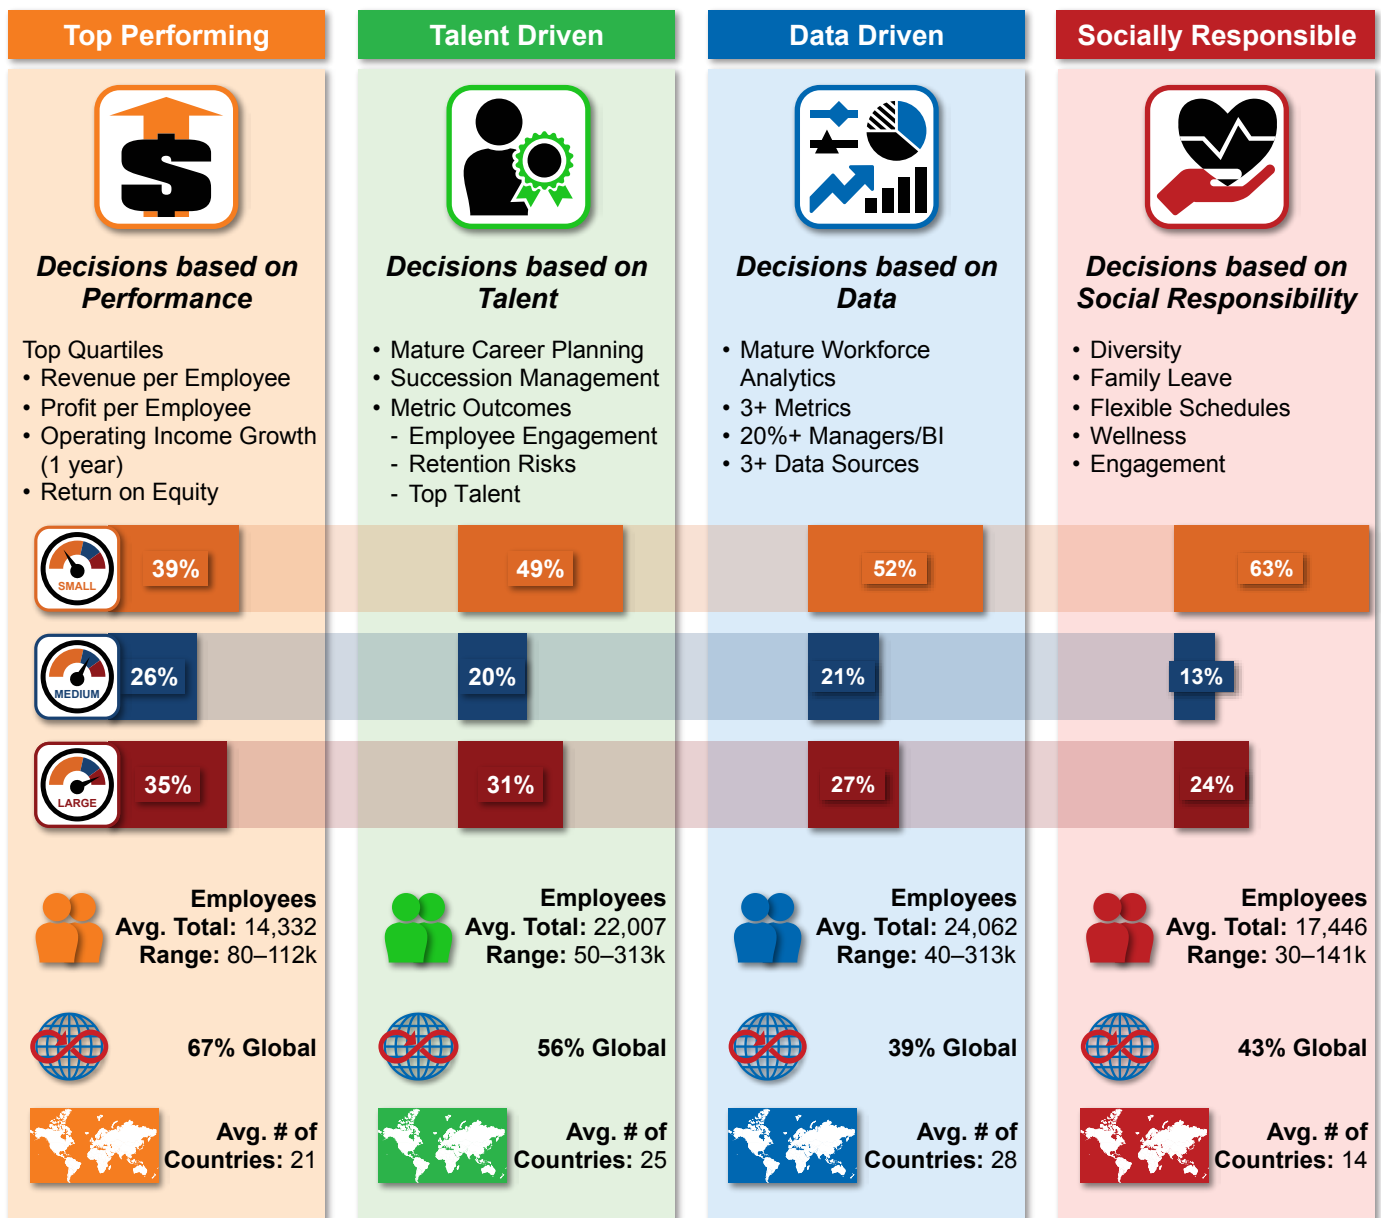 Top Performing
Decisions based on
Performance
Top Quartiles
• Revenue per Employee
• Profit per Employee
• Operating Income Growth
(1 year)
• Return on Equity
Talent Driven
Decisions based on
Talent
• Mature Career Planning
• Succession Management
• Metric Outcomes
- Employee Engagement
- Retention Risks
- Top Talent
Data Driven
Decisions based on
Data
• Mature Workforce
Analytics
• 3+ Metrics
• 20%+ Managers/BI
• 3+ Data Sources
Socially Responsible
Decisions based on
Social Responsibility
• Diversity
• Family Leave
• Flexible Schedules
• Wellness
• Engagement
SMALL
39%
49%
52%
63%
MEDIUM
26%
20%
21%
13%
LARGE
35%
31%
27%
24%
Employees
Avg. Total: 14,332
Range: 80–112k
Employees
Avg. Total: 22,007
Range: 50–313k
Employees
Avg. Total: 24,062
Range: 40–313k
Employees
Avg. Total: 17,446
Range: 30–141k
67% Global
56% Global
39% Global
43% Global
Avg. # of
Countries: 21
Avg. # of
Countries: 25
Avg. # of
Countries: 28
Avg. # of
Countries: 14